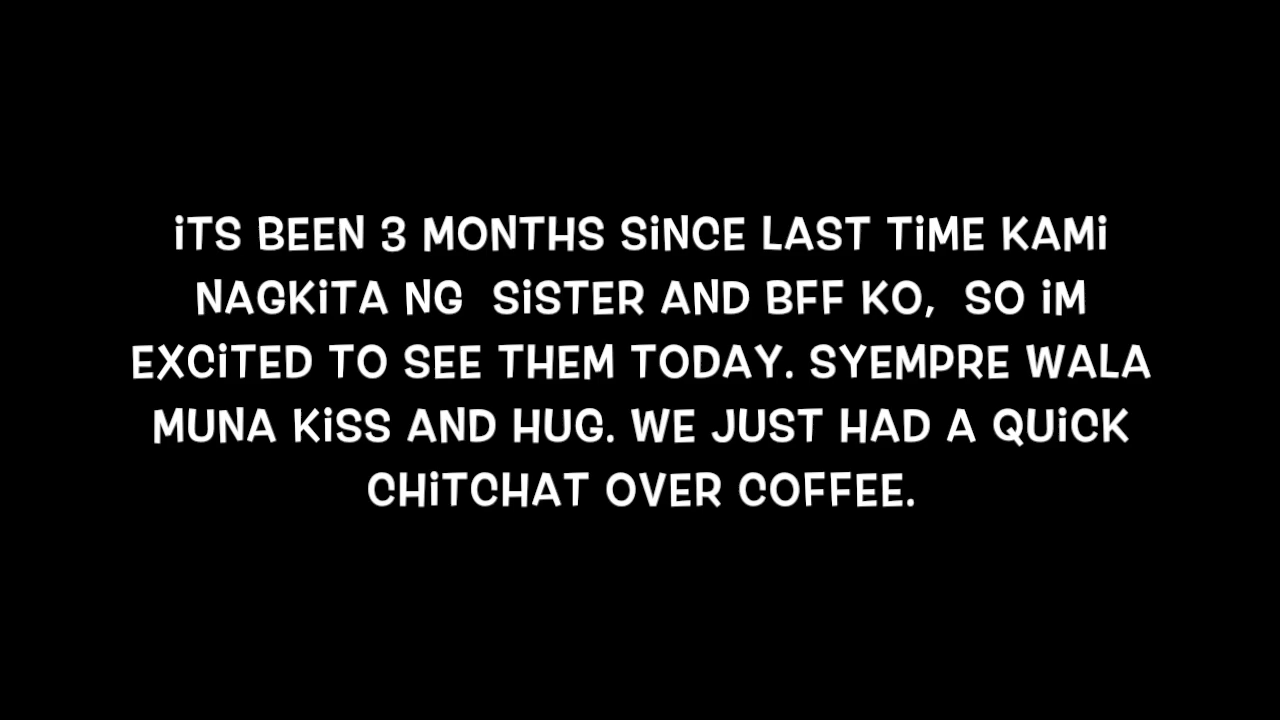 iTS BEEN 3 MONTHS SiNCE LAST TiME KAMi
NAGKiTA NG  SiSTER AND BFF KO,  SO iM
EXCiTED TO SEE THEM TODAY. SYEMPRE WALA
MUNA KiSS AND HUG. WE JUST HAD A QUiCK
CHiTCHAT OVER COFFEE.